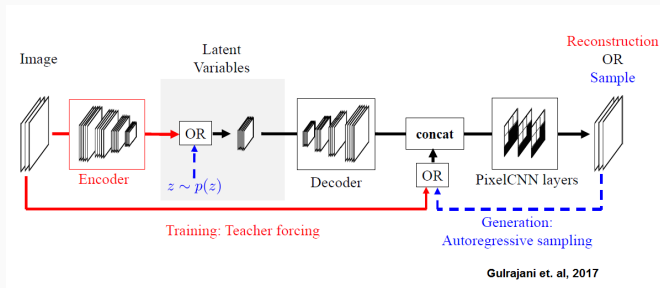 Image
Latent
Variables
Reconstruction
OR
Sample
OR
concat
OR
Encoder
z ∼ p(z)
Decoder
PixelCNN layers
Training: Teacher forcing
Generation:
Autoregressive sampling
Gulrajani et. al, 2017